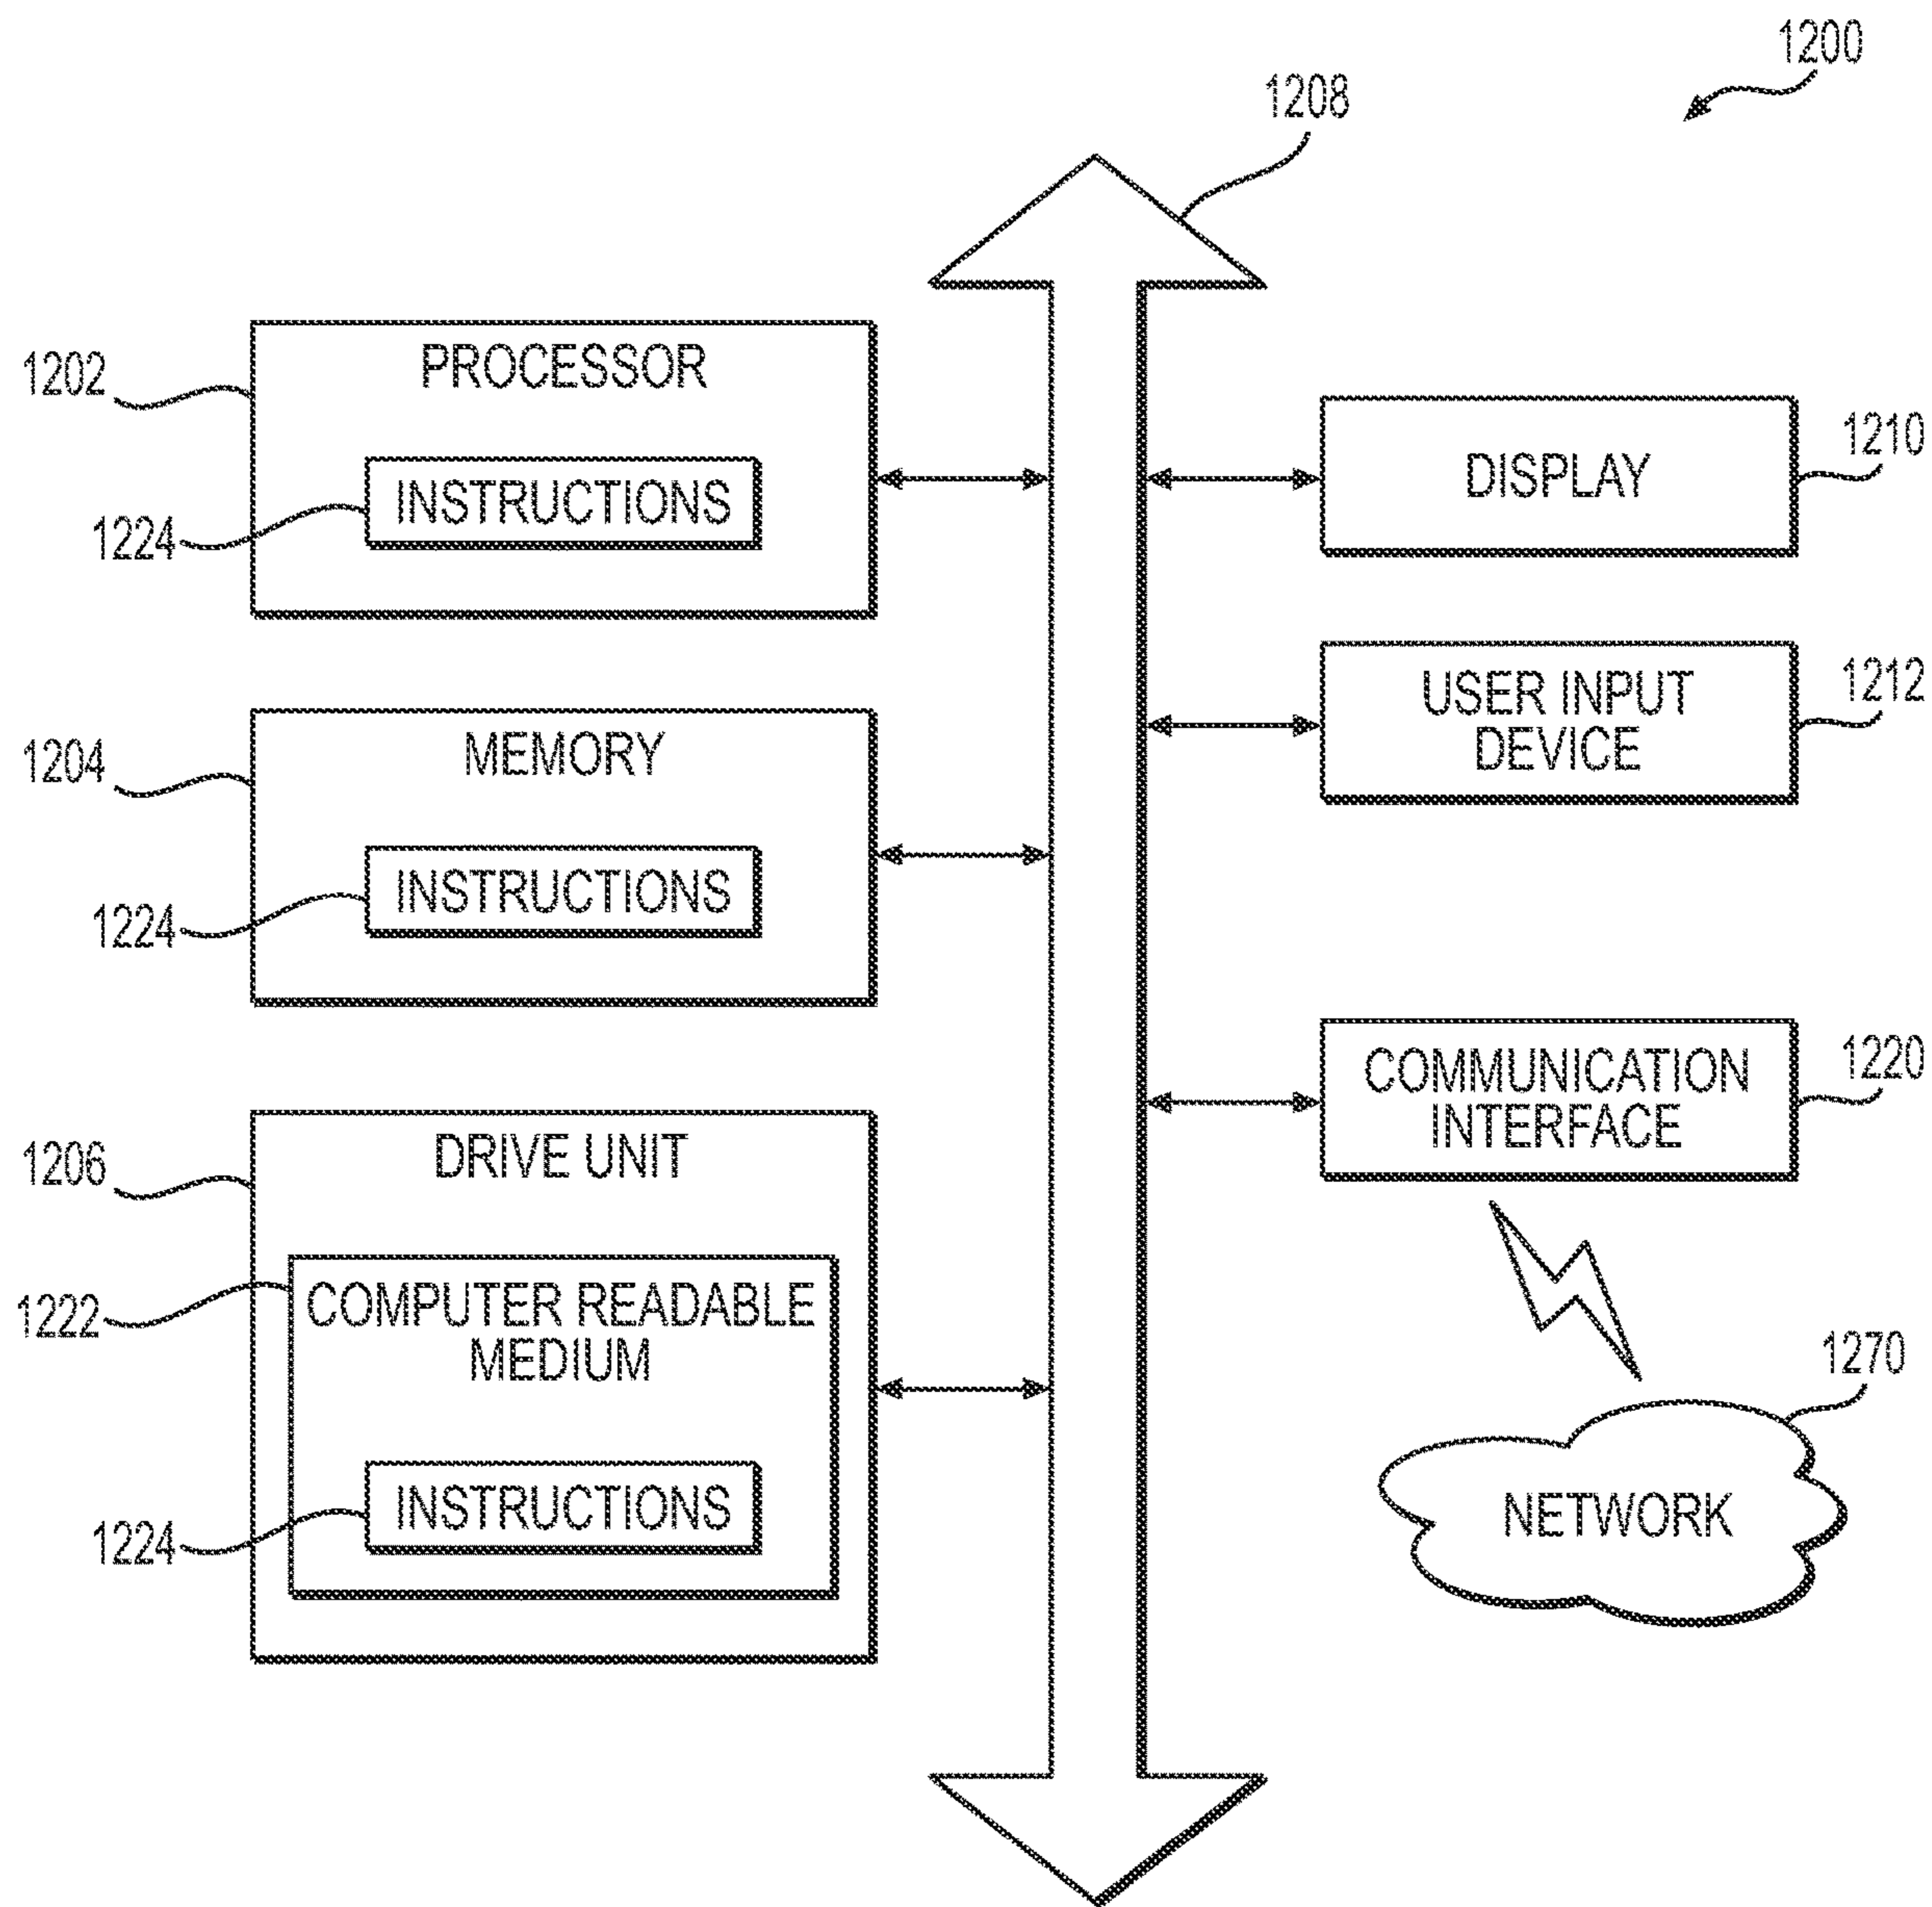 1200
1208
PROCESSOR
1202
INSTRUCTIONS
1224
MEMORY
1204
INSTRUCTIONS
1224
DRIVE UNIT
1206
COMPUTER READABLE
MEDIUM
1222
INSTRUCTIONS
1224
DISPLAY
1210
USER INPUT
DEVICE
1212
COMMUNICATION
INTERFACE
1220
1270
NETWORK